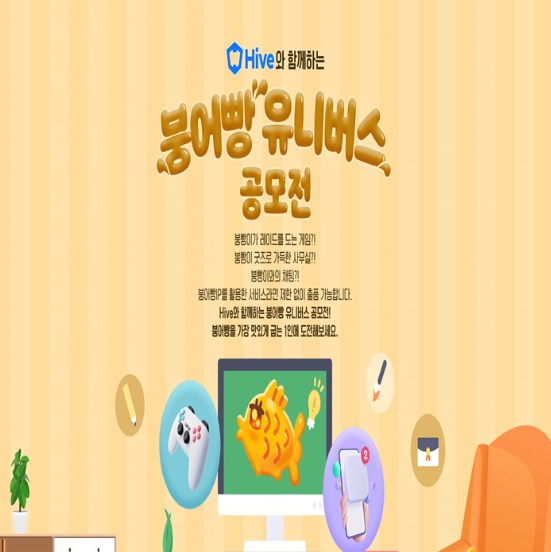 Hive와 함께하는
붕어빵 유니버스
공모전
붕빵이가 레이드를 도는 게임?!
붕빵이 굿즈로 가득한 사무실?!
붕빵이와의 채팅?!
붕어빵IP를 활용한 서비스라면 제한 없이 출품 가능합니다.
Hive와 함께하는 붕어빵 유니버스 공모전!
붕어빵을 가장 맛있게 굽는 1인에 도전해보세요.
2